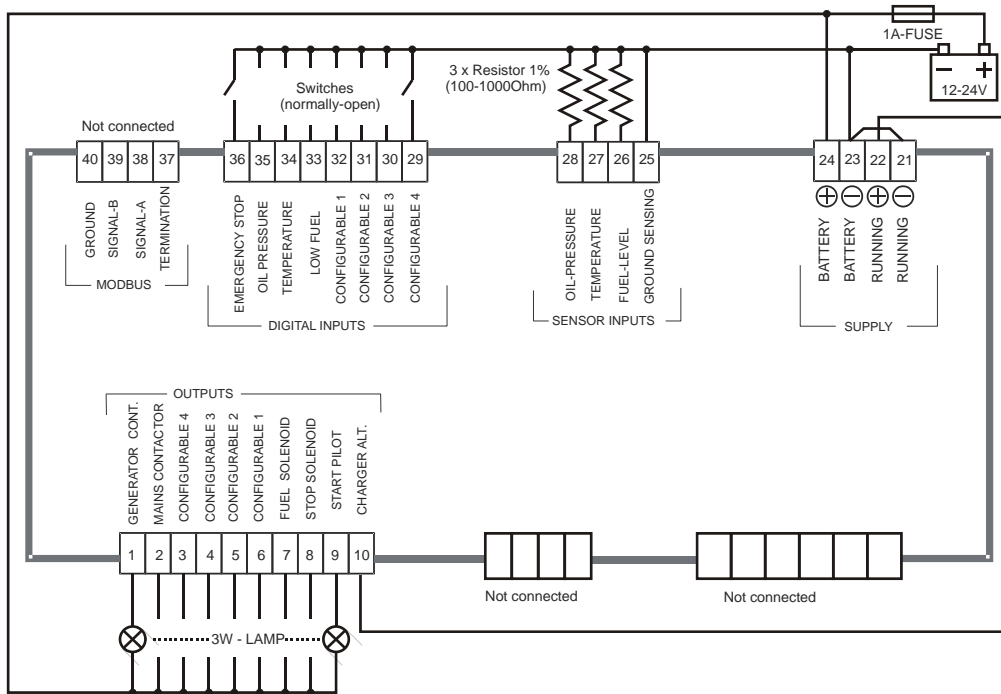 1A-FUSE
− +
12-24V
3 x Resistor 1%
(100-1000Ohm)
Switches
(normally-open)
Not connected
40 39 38 37
36 35 34 33 32 31 30 29
28 27 26 25
24 23 22 21
+ − + −
GROUND
SIGNAL-B
SIGNAL-A
TERMINATION
MODBUS
EMERGENCY STOP
OIL PRESSURE
TEMPERATURE
LOW FUEL
CONFIGURABLE 1
CONFIGURABLE 2
CONFIGURABLE 3
CONFIGURABLE 4
DIGITAL INPUTS
OIL-PRESSURE
TEMPERATURE
FUEL-LEVEL
GROUND SENSING
SENSOR INPUTS
BATTERY
BATTERY
RUNNING
RUNNING
SUPPLY
OUTPUTS
GENERATOR CONT.
MAINS CONTACTOR
CONFIGURABLE 4
CONFIGURABLE 3
CONFIGURABLE 2
CONFIGURABLE 1
FUEL SOLENOID
STOP SOLENOID
START PILOT
CHARGER ALT.
1 2 3 4 5 6 7 8 9 10
Not connected
Not connected
3W - LAMP